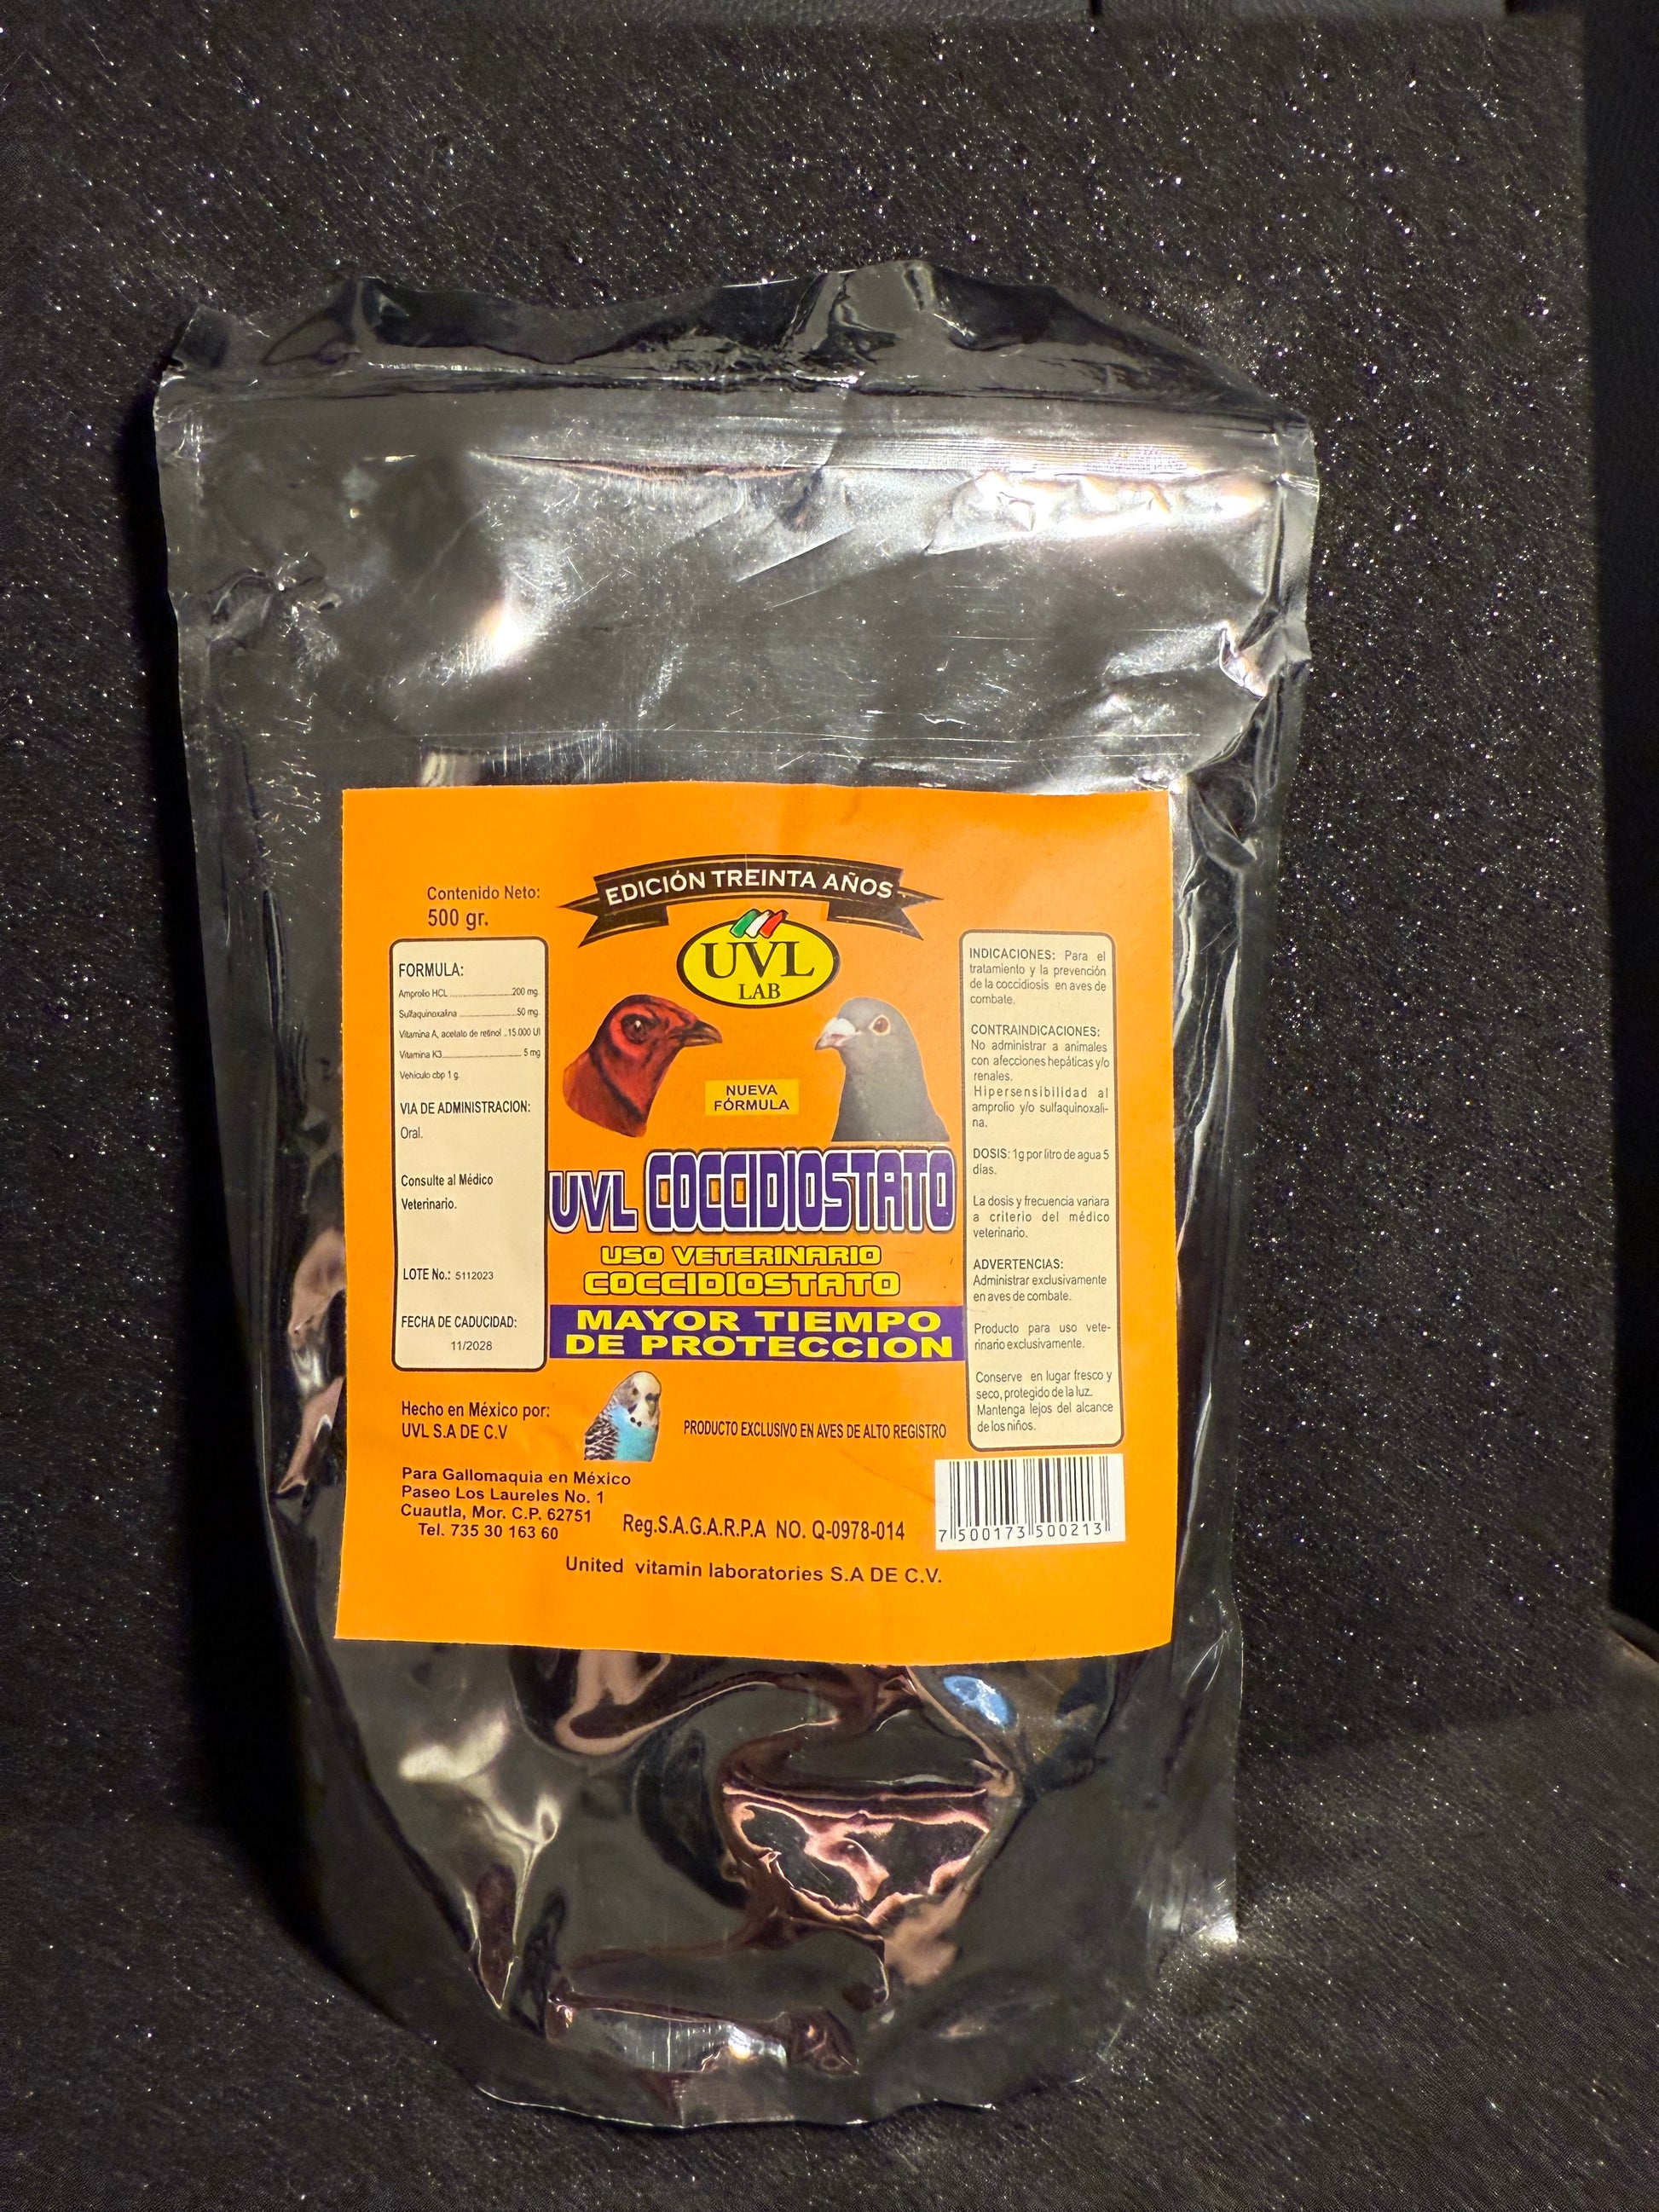 EDICIÓN TREINTA AÑOS
UVL
LAB
Contenido Neto:
500 gr.
FORMULA:
Amprolio HCL ........................200 mg.
Sulfaquinoxalina .......................50 mg.
Vitamina A, acetato de retinol ..15.000 UI
Vitamina K3............................... 5 mg
Vehiculo cbp 1 g.
VIA DE ADMINISTRACION:
Oral.
Consulte al Médico
Veterinario.
LOTE No.: 5112023
FECHA DE CADUCIDAD:
11/2028
NUEVA
FÓRMULA
UVL COCCIDIOSTATO
USO VETERINARIO
COCCIDIOSTATO
MAYOR TIEMPO
DE PROTECCION
PRODUCTO EXCLUSIVO EN AVES DE ALTO REGISTRO
INDICACIONES: Para el
tratamiento y la prevención
de la coccidiosis en aves de
combate.
CONTRAINDICACIONES:
No administrar a animales
con afecciones hepáticas y/o
renales.
Hipersensibilidad al
amprolio y/o sulfaquinoxali-
na.
DOSIS: 1g por litro de agua 5
días.
La dosis y frecuencia variara
a criterio del médico
veterinario.
ADVERTENCIAS:
Administrar exclusivamente
en aves de combate.
Producto para uso vete-
rinario exclusivamente.
Conserve en lugar fresco y
seco, protegido de la luz.
Mantenga lejos del alcance
de los niños.
Hecho en México por:
UVL S.A DE C.V
Para Gallomaquia en México
Paseo Los Laureles No. 1
Cuautla, Mor. C.P. 62751
Tel. 735 30 163 60
Reg.S.A.G.A.R.P.A NO. Q-0978-014
7 500173 500213
United vitamin laboratories S.A DE C.V.